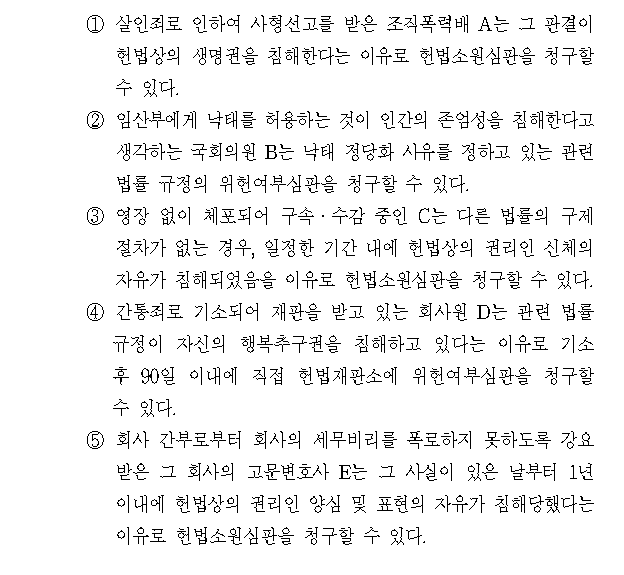 ① 살인죄로 인하여 사형선고를 받은 조직폭력배 A는 그 판결이
헌법상의 생명권을 침해한다는 이유로 헌법소원심판을 청구할
수 있다.
② 임산부에게 낙태를 허용하는 것이 인간의 존엄성을 침해한다고
생각하는 국회의원 B는 낙태 정당화 사유를 정하고 있는 관련
법률 규정의 위헌여부심판을 청구할 수 있다.
③ 영장 없이 체포되어 구속·수감 중인 C는 다른 법률의 구제
절차가 없는 경우, 일정한 기간 내에 헌법상의 권리인 신체의
자유가 침해되었음을 이유로 헌법소원심판을 청구할 수 있다.
④ 간통죄로 기소되어 재판을 받고 있는 회사원 D는 관련 법률
규정이 자신의 행복추구권을 침해하고 있다는 이유로 기소
후 90일 이내에 직접 헌법재판소에 위헌여부심판을 청구할
수 있다.
⑤ 회사 간부로부터 회사의 세무비리를 폭로하지 못하도록 강요
받은 그 회사의 고문변호사 E는 그 사실이 있은 날부터 1년
이내에 헌법상의 권리인 양심 및 표현의 자유가 침해당했다는
이유로 헌법소원심판을 청구할 수 있다.